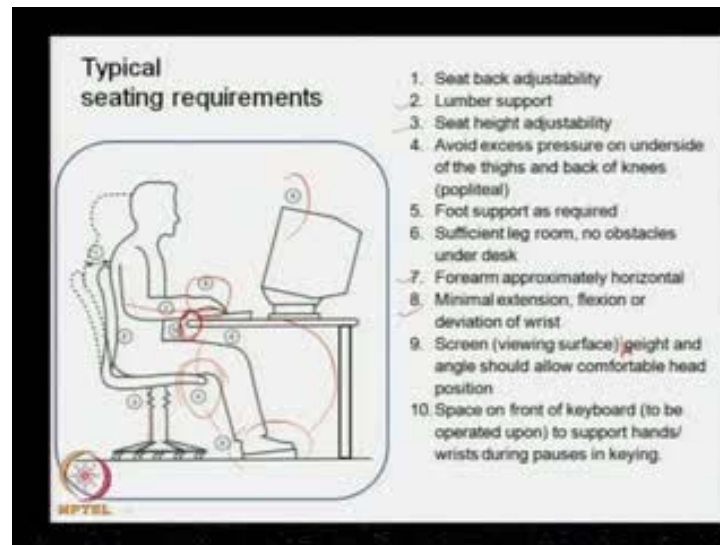 Typical
seating requirements
1. Seat back adjustability
2. Lumber support
3. Seat height adjustability
4. Avoid excess pressure on underside
of the thighs and back of knees
(popliteal)
5. Foot support as required
6. Sufficient leg room, no obstacles
under desk
7. Forearm approximately horizontal
8. Minimal extension, flexion or
deviation of wrist
9. Screen (viewing surface) geight and
angle should allow comfortable head
position
10. Space on front of keyboard (to be
operated upon) to support hands/
wrists during pauses in keying.
NPTEL